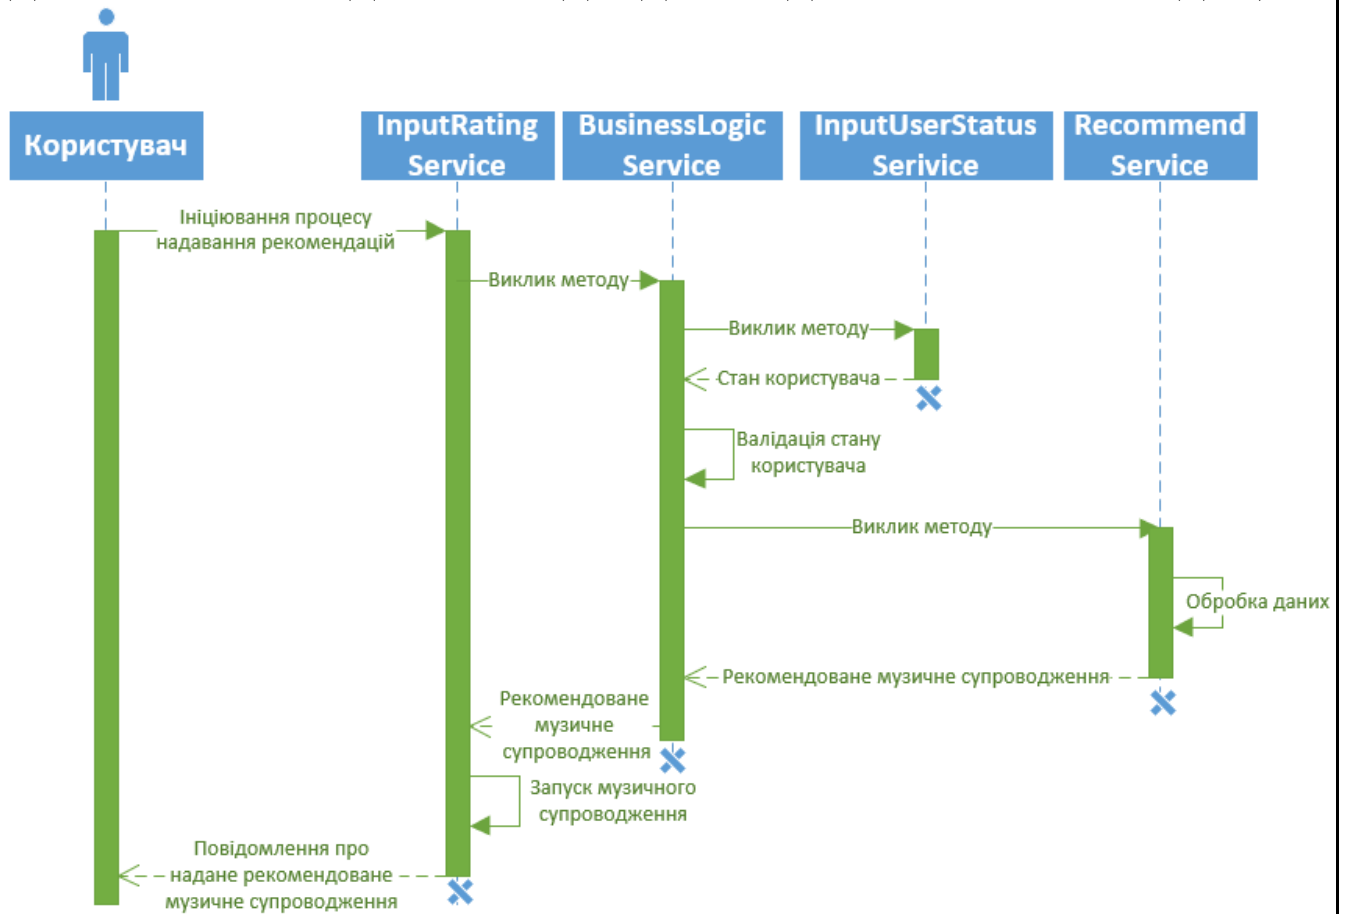 Користувач
InputRating
Service
BusinessLogic
Service
InputUserStatus
Serivice
Recommend
Service
Ініціювання процесу
надавання рекомендацій
Виклик методу
Виклик методу
Стан користувача
Валідація стану
користувача
Виклик методу
Обробка даних
Рекомендоване музичне супроводження
Рекомендоване
музичне
супроводження
Запуск музичного
супроводження
Повідомлення про
надане рекомендоване
музичне супроводження